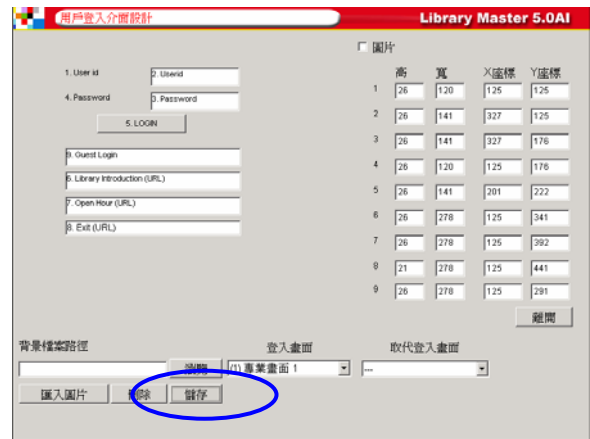 用戶登入介面設計
Library Master 5.0AI
圖片
高 寬 X座標 Y座標
1. User id 2. Userid
4. Password 3. Password
5. LOGIN
9. Guest Login
6. Library Introduction (URL)
7. Open Hour (URL)
8. Exit (URL)
1 26 120 125 125
2 26 141 327 125
3 26 141 327 176
4 26 120 125 176
5 26 141 201 222
6 26 278 125 341
7 26 278 125 392
8 21 278 125 441
9 26 278 125 291
離開
背景檔案路徑 登入畫面 取代登入畫面
瀏覽 (1) 專業畫面 1 ---
匯入圖片 刪除 儲存